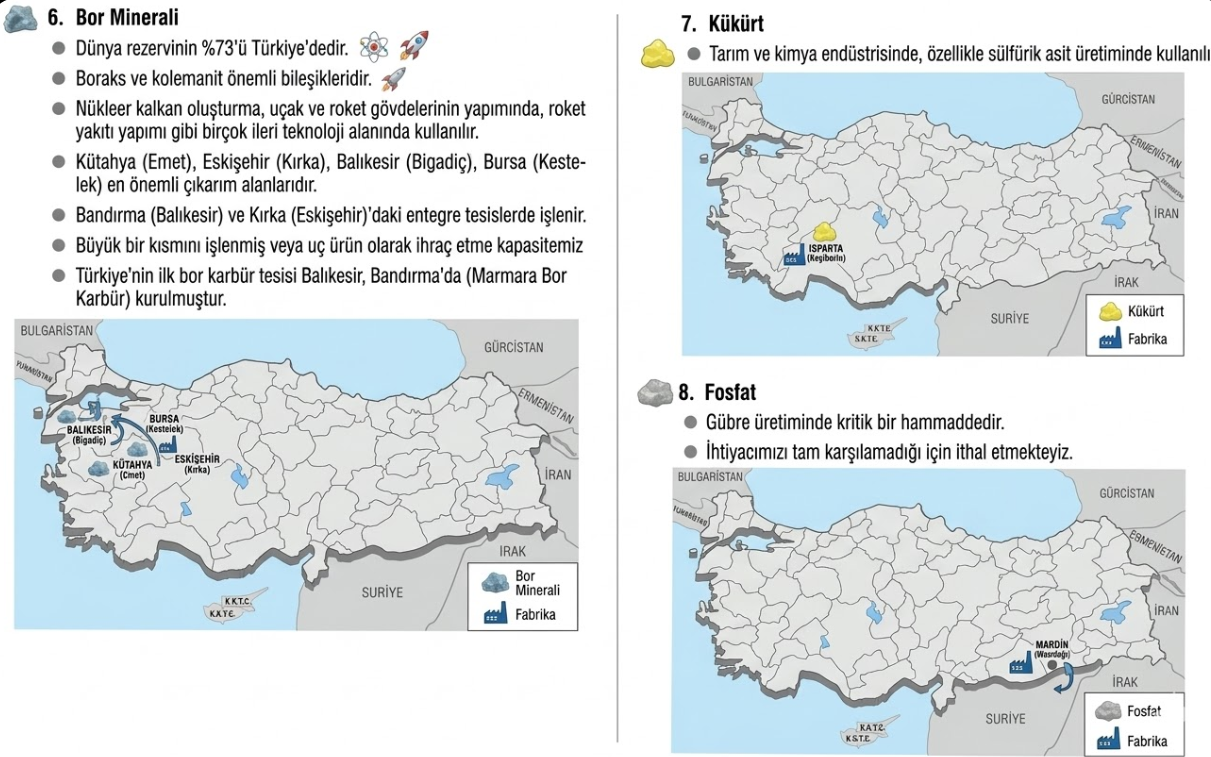 6. Bor Minerali
Dünya rezervinin %73'ü Türkiye'dedir.
Boraks ve kolemanit önemli bileşikleridir.
Nükleer kalkan oluşturma, uçak ve roket gövdelerinin yapımında, roket
yakıtı yapımı gibi birçok ileri teknoloji alanında kullanılır.
Kütahya (Emet), Eskişehir (Kırka), Balıkesir (Bigadiç), Bursa (Keste-
lek) en önemli çıkarım alanlarıdır.
Bandırma (Balıkesir) ve Kırka (Eskişehir)'daki entegre tesislerde işlenir.
Büyük bir kısmını işlenmiş veya uç ürün olarak ihraç etme kapasitemiz
Türkiye'nin ilk bor karbür tesisi Balıkesir, Bandırma'da (Marmara Bor
Karbür) kurulmuştur.
BULGARİSTAN
GÜRCİSTAN
ERMENİSTAN
BURSA
(Kestelek)
BALIKESİR
(Bigadiç)
ESKİŞEHİR
(Kırka)
KÜTAHYA
(Cmet)
İRAN
IRAK
SURİYE
K.K.T.C.
Bor
Minerali
Fabrika
7. Kükürt
Tarım ve kimya endüstrisinde, özellikle sülfürik asit üretiminde kullanılı
BULGARİSTAN
GÜRCİSTAN
ERMENİSTAN
İRAN
ISPARTA
İRAK
SURİYE
K.K.T.E.
S.K.T.E.
Kükürt
Fabrika
8. Fosfat
Gübre üretiminde kritik bir hammaddedir.
İhtiyacımızı tam karşılamadığı için ithal etmekteyiz.
BULGARİSTAN
GÜRCİSTAN
ERMENIETAN
İRAN
MARDİN
İRAK
SURİYE
K.S.T.E.
Fosfat
Fabrika